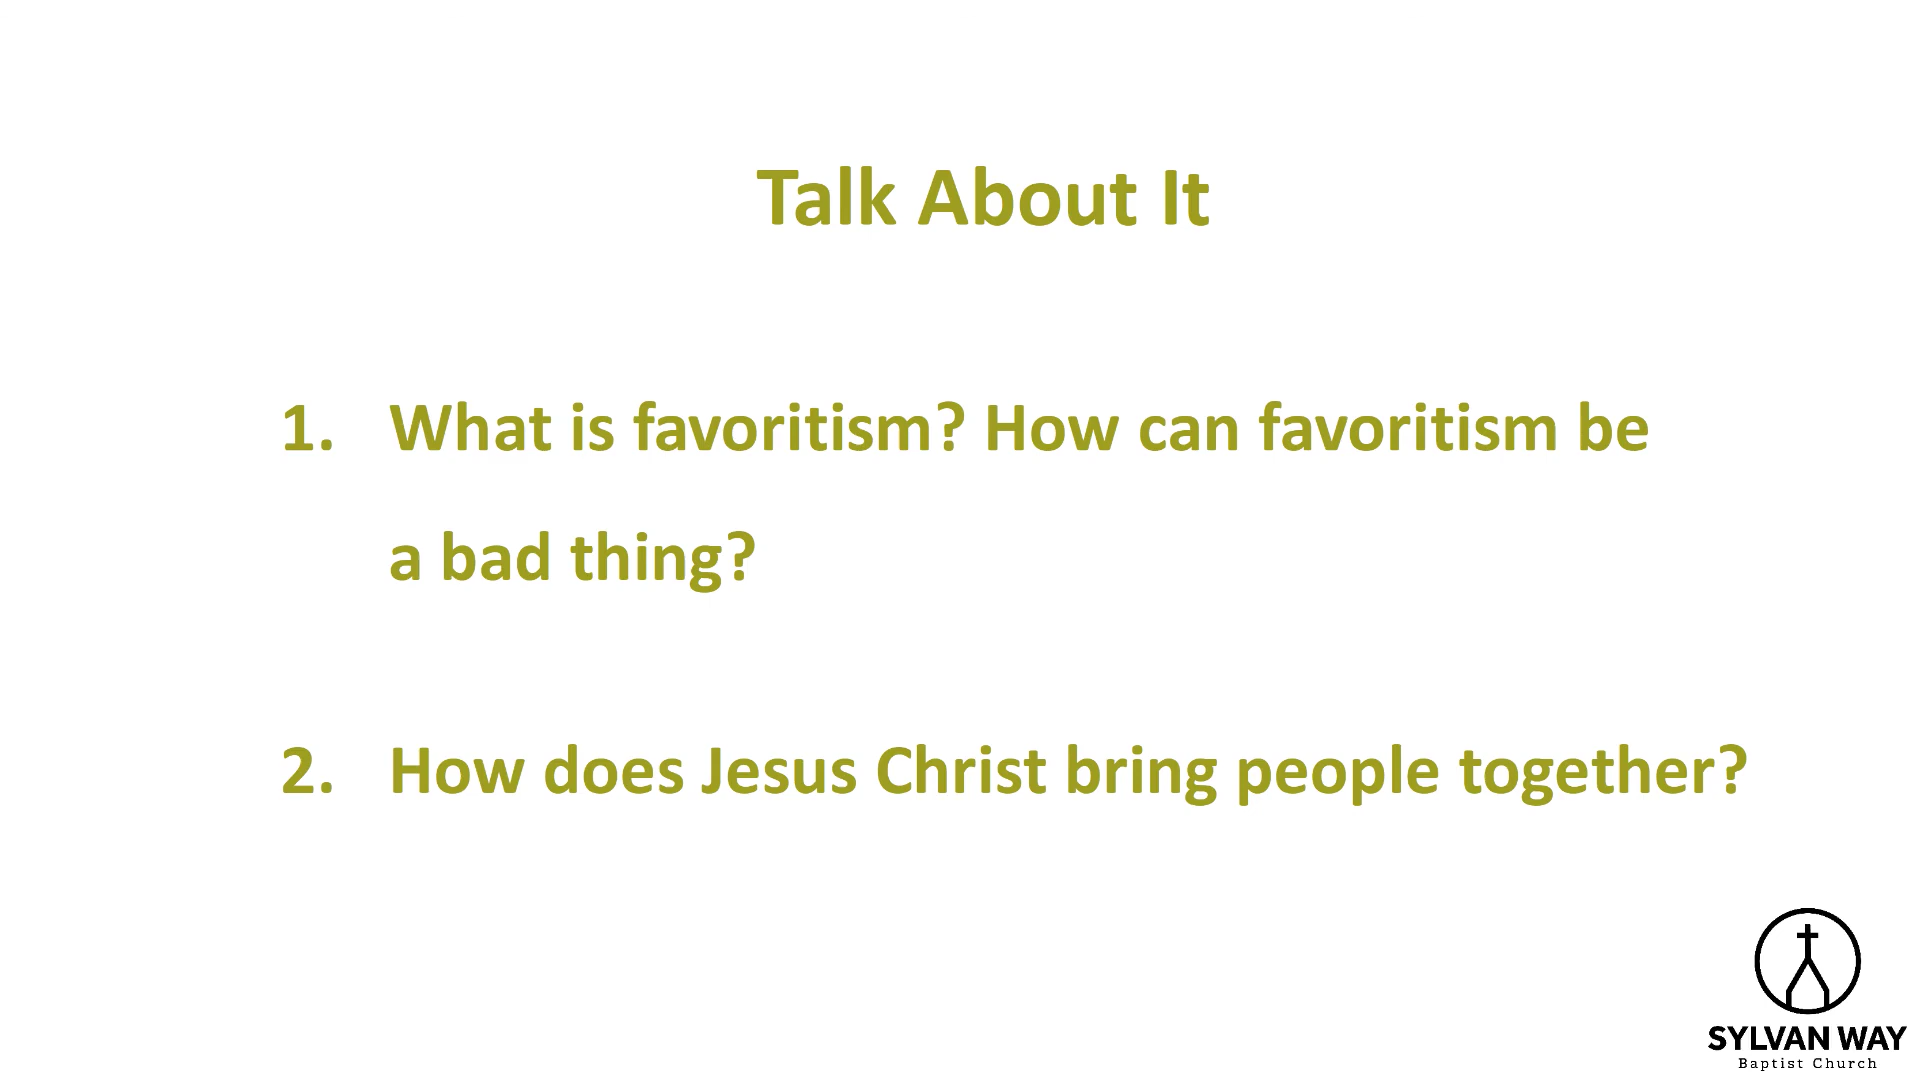 Talk About It
1. What is favoritism? How can favoritism be
a bad thing?
2. How does Jesus Christ bring people together?
SYLVAN WAY
Baptist Church